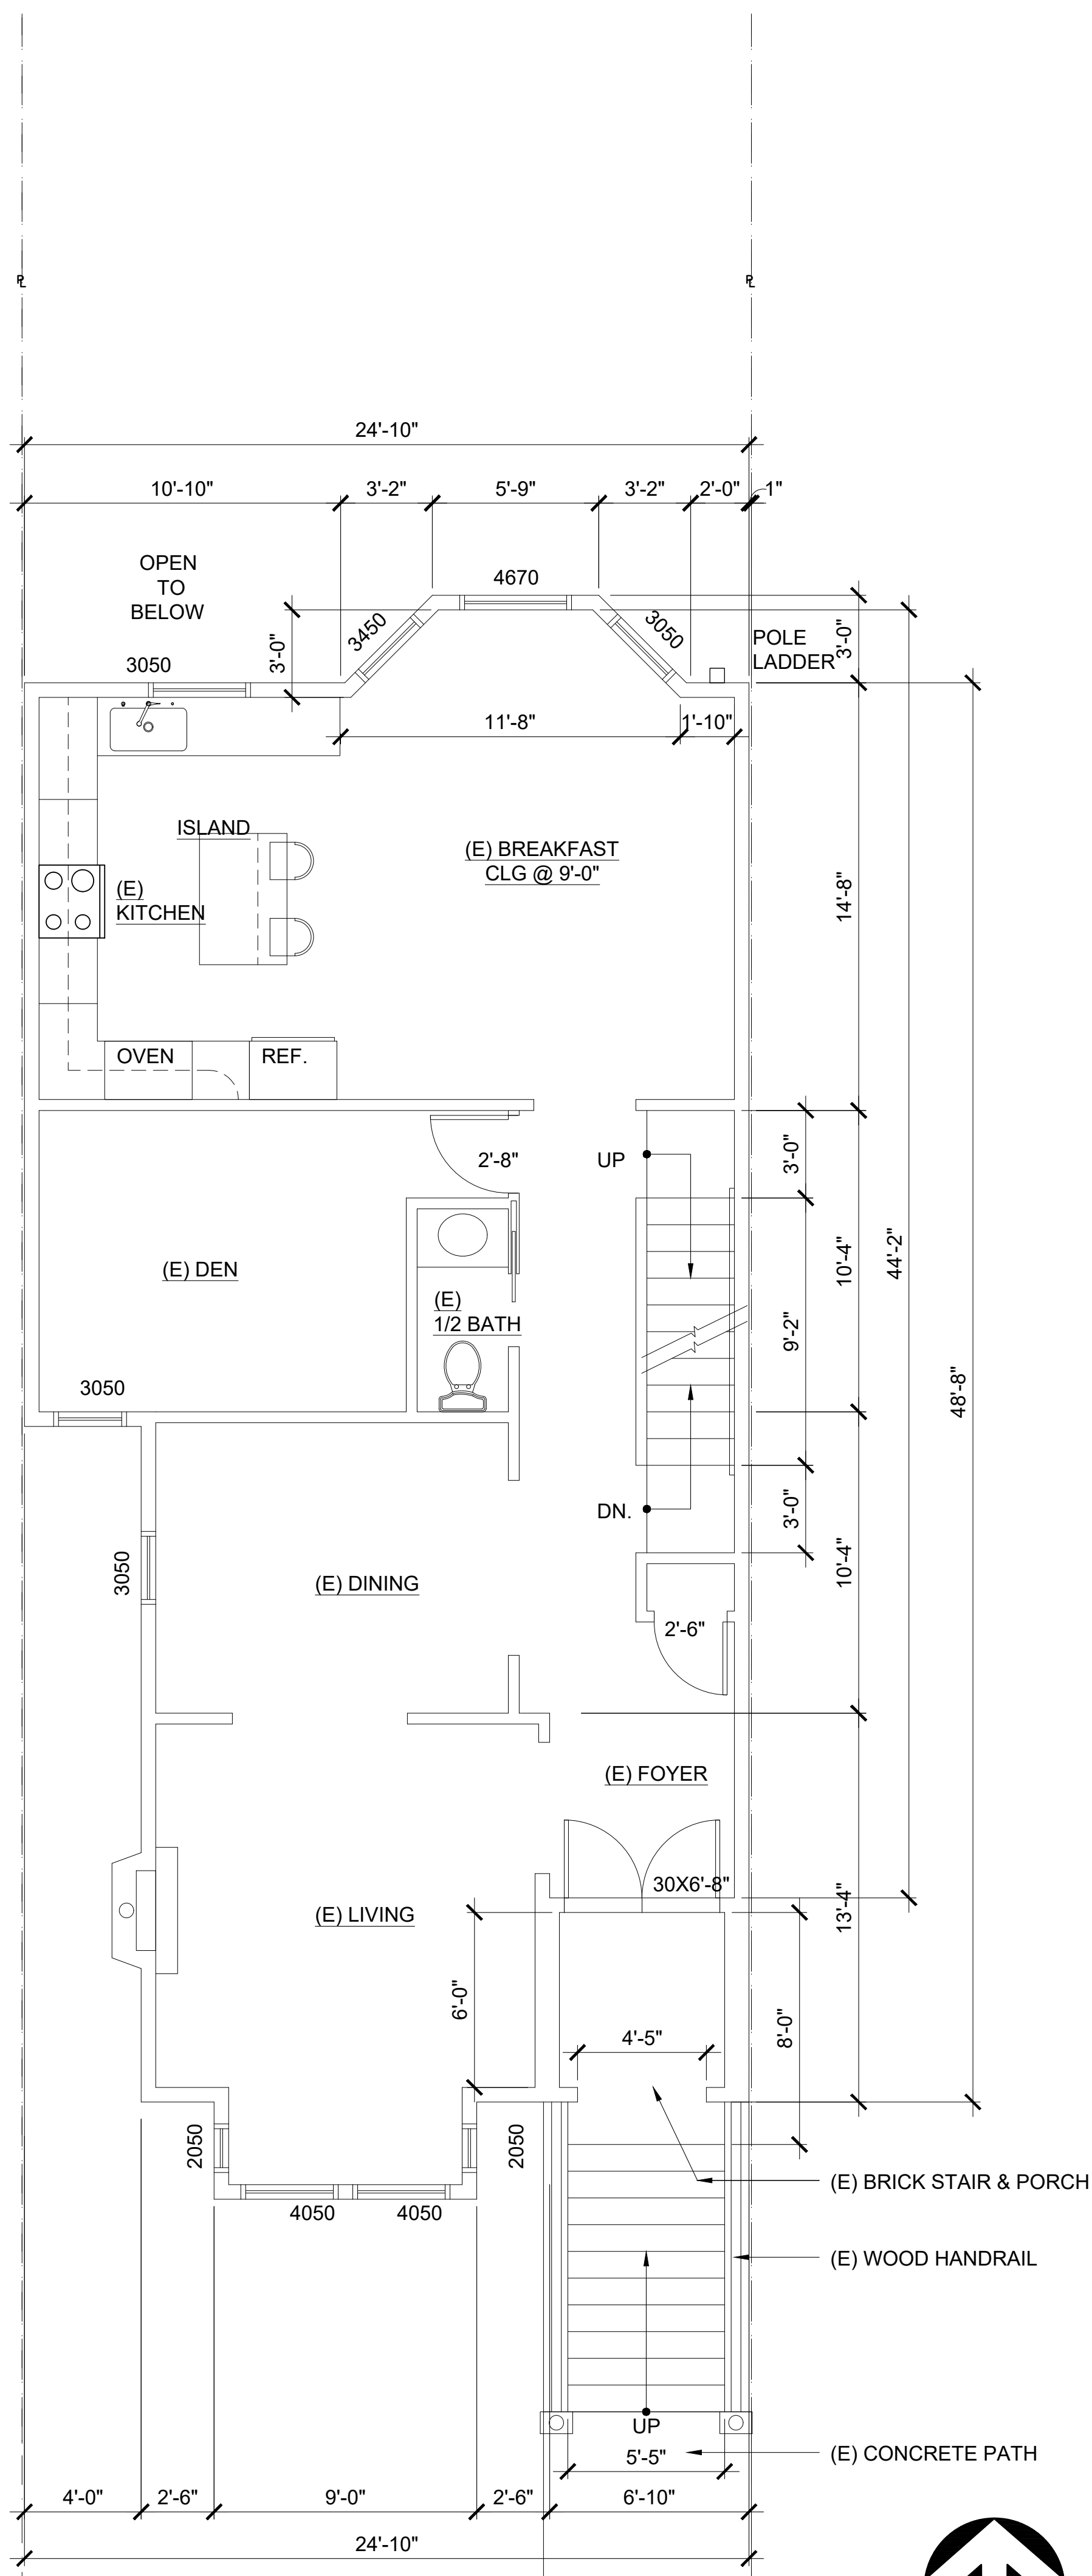 ℄
℄
24'-10"
10'-10"
3'-2"
5'-9"
3'-2"
2'-0"
1"
OPEN
TO
BELOW
4670
3450
3050
3'-0"
3'-0"
POLE
LADDER
3050
11'-8"
1'-10"
ISLAND
(E) BREAKFAST
CLG @ 9'-0"
(E)
KITCHEN
14'-8"
OVEN
REF.
2'-8"
UP
3'-0"
(E) DEN
10'-4"
44'-2"
(E)
1/2 BATH
9'-2"
3050
48'-8"
DN.
3'-0"
3050
(E) DINING
10'-4"
2'-6"
(E) FOYER
30X6'-8"
(E) LIVING
13'-4"
6'-0"
4'-5"
8'-0"
2050
2050
(E) BRICK STAIR & PORCH
4050
4050
(E) WOOD HANDRAIL
UP
(E) CONCRETE PATH
5'-5"
4'-0"
2'-6"
9'-0"
2'-6"
6'-10"
24'-10"